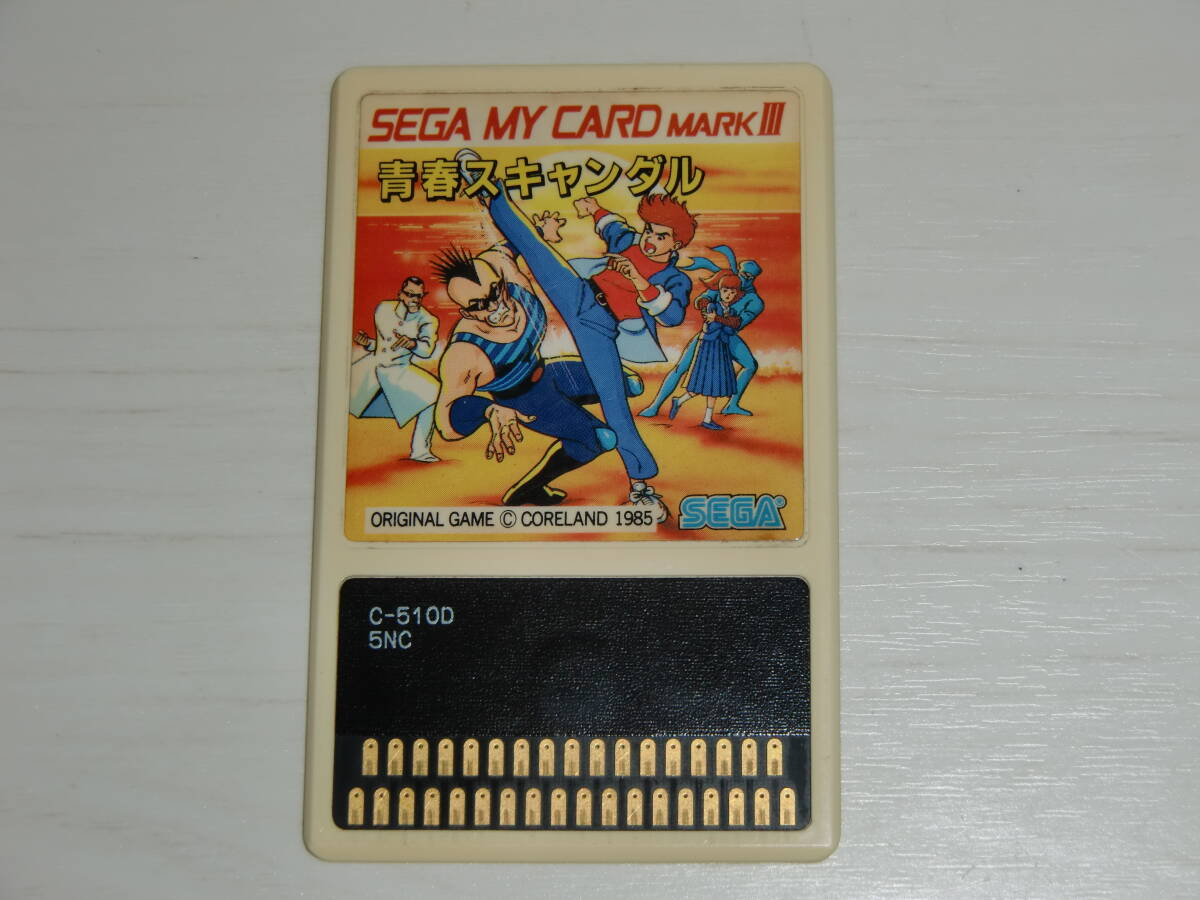 SEGA MY CARD MARK III
青春スキャンダル
ORIGINAL GAME © CORELAND 1985
SEGA®
C-510D
5NC